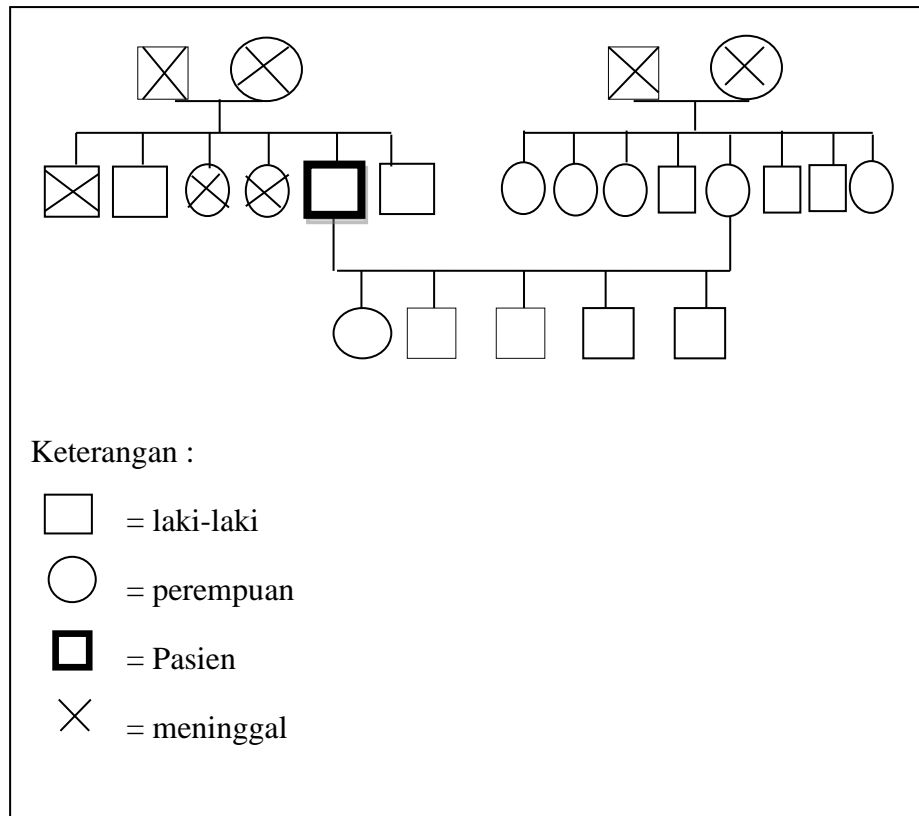 Keterangan :
= laki-laki
= perempuan
= Pasien
= meninggal